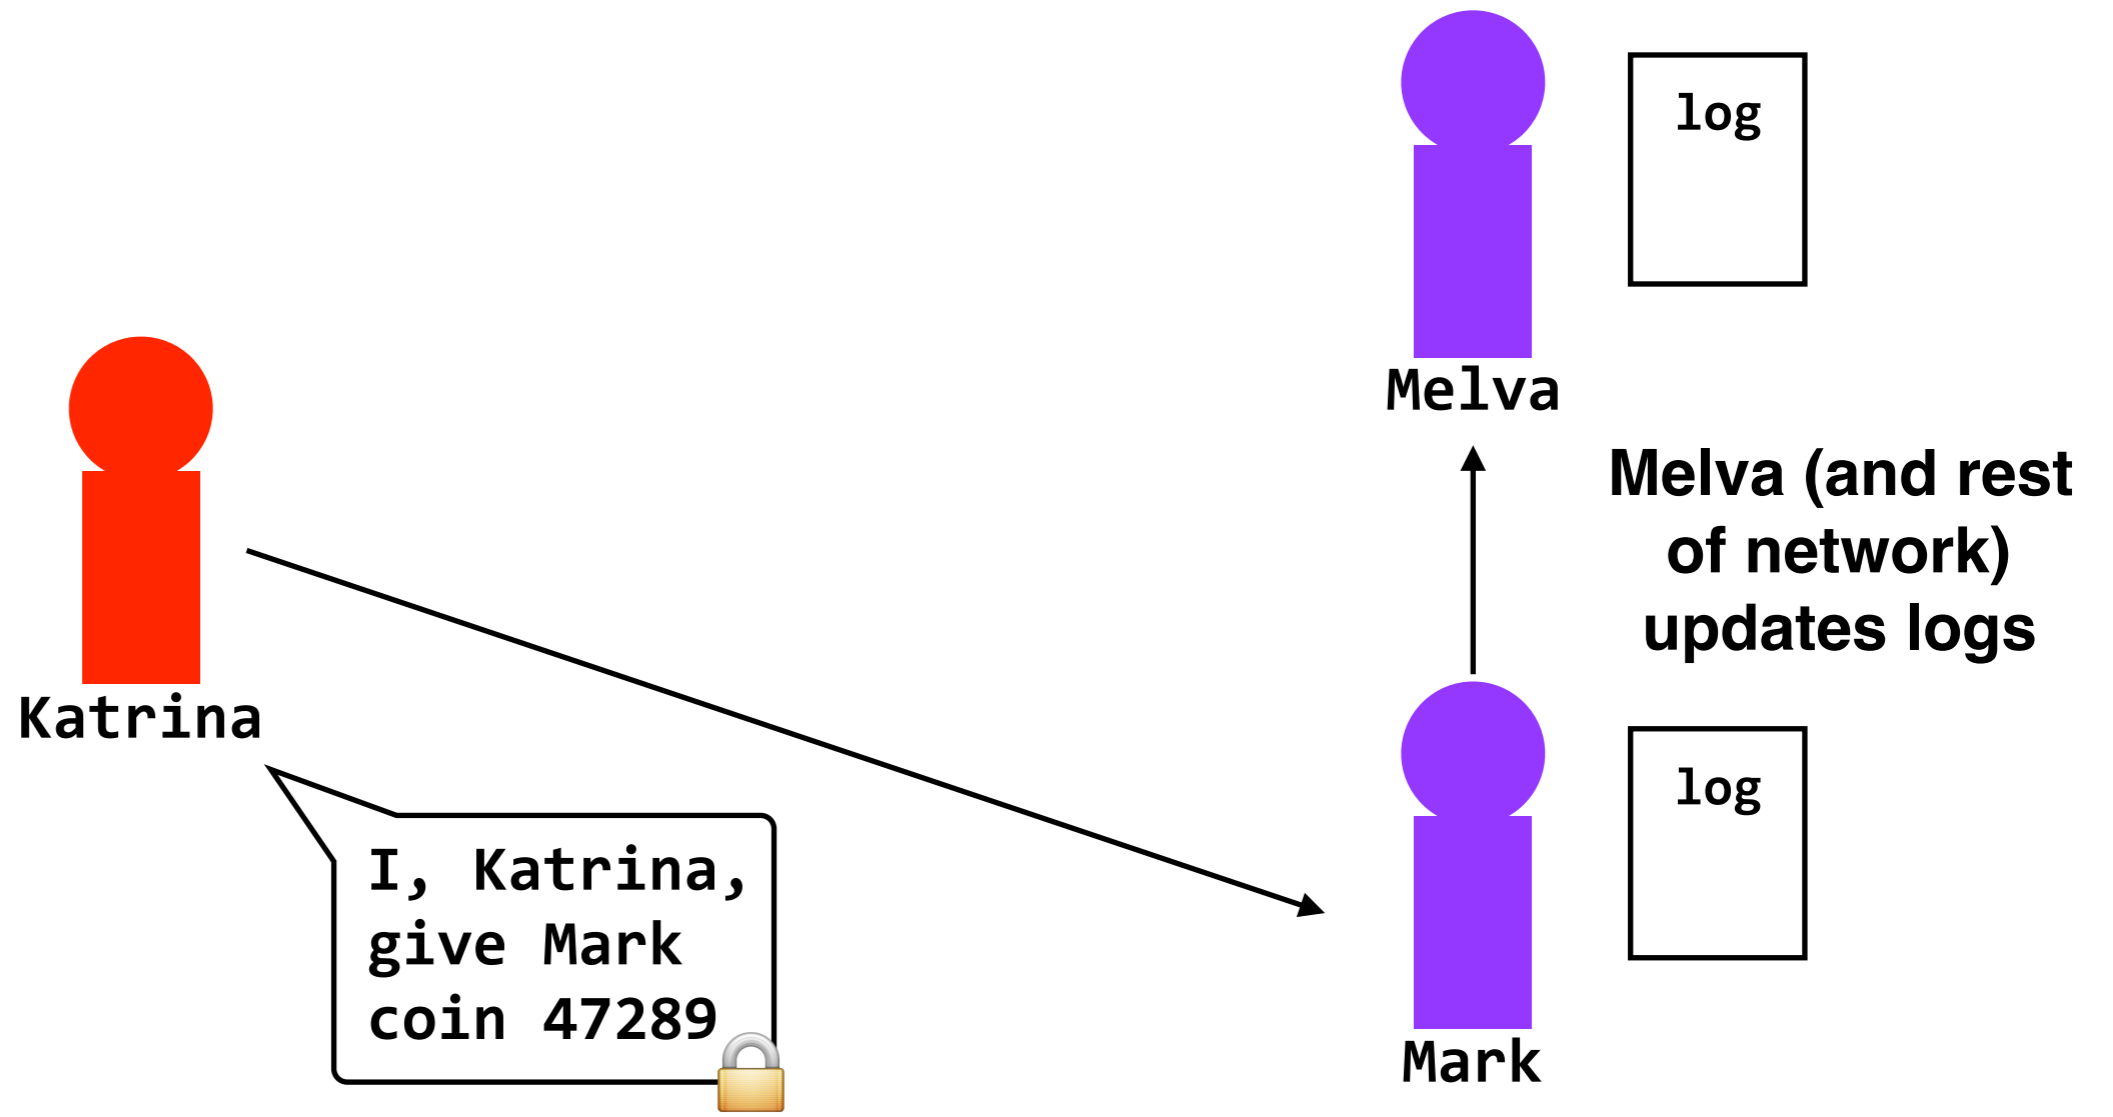 log
Melva
Melva (and rest
of network)
updates logs
Katrina
I, Katrina,
give Mark
coin 47289
log
Mark